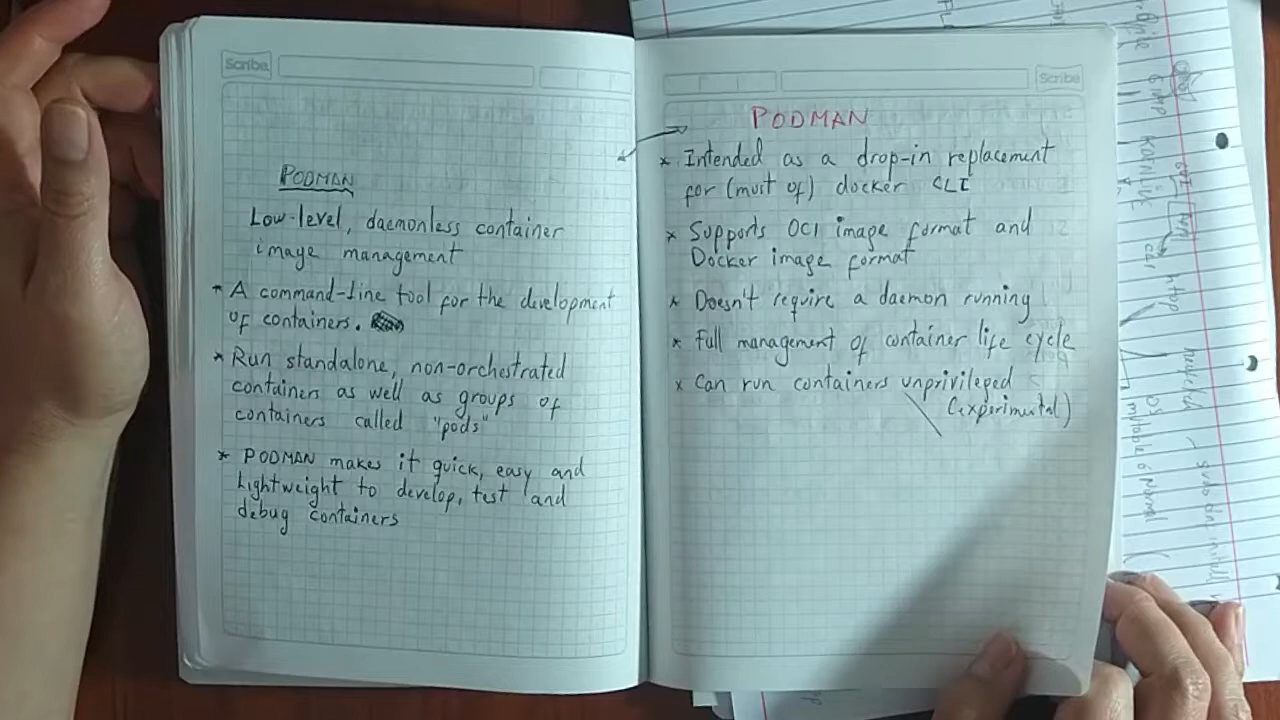 Scribe
PODMAN
Low-level, daemonless container
image management
* A command-line tool for the development
of containers.
* Run standalone, non-orchestrated
containers as well as groups of
containers called "pods"
* PODMAN makes it quick, easy and
lightweight to develop, test and
debug containers
Scribe
PODMAN
* Intended as a drop-in replacement
for (most of) docker CLI
* Supports OCI image format and
Docker image format
* Doesn't require a daemon running
* Full management of container life cycle
* Can run containers unprivileged
(experimental)
Gimp
htop
mutable ó Normal (